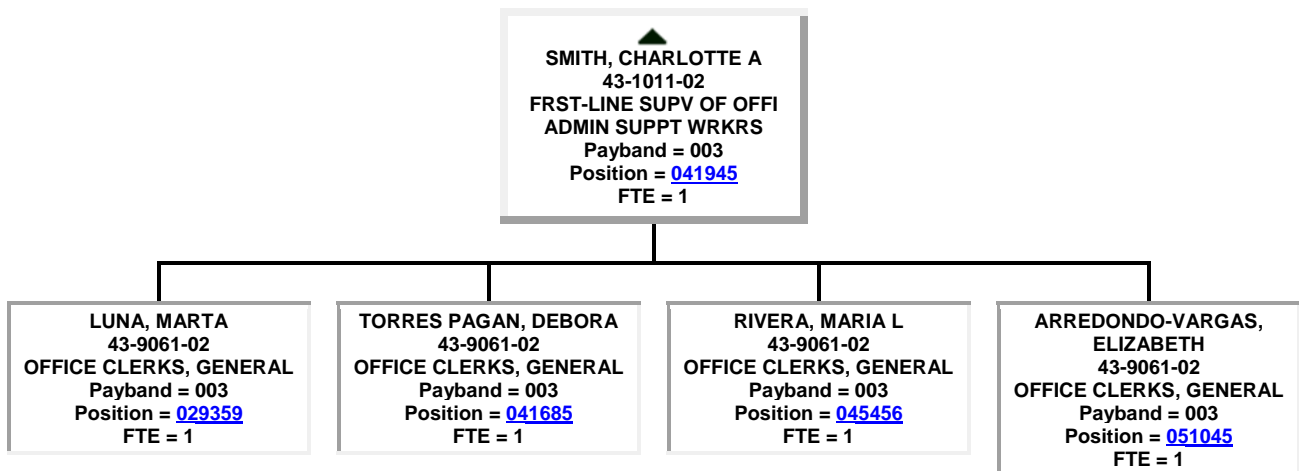 SMITH, CHARLOTTE A
43-1011-02
FRST-LINE SUPV OF OFFI
ADMIN SUPPT WRKRS
Payband = 003
Position = 041945
FTE = 1
LUNA, MARTA
43-9061-02
OFFICE CLERKS, GENERAL
Payband = 003
Position = 029359
FTE = 1
TORRES PAGAN, DEBORA
43-9061-02
OFFICE CLERKS, GENERAL
Payband = 003
Position = 041685
FTE = 1
RIVERA, MARIA L
43-9061-02
OFFICE CLERKS, GENERAL
Payband = 003
Position = 045456
FTE = 1
ARREDONDO-VARGAS,
ELIZABETH
43-9061-02
OFFICE CLERKS, GENERAL
Payband = 003
Position = 051045
FTE = 1